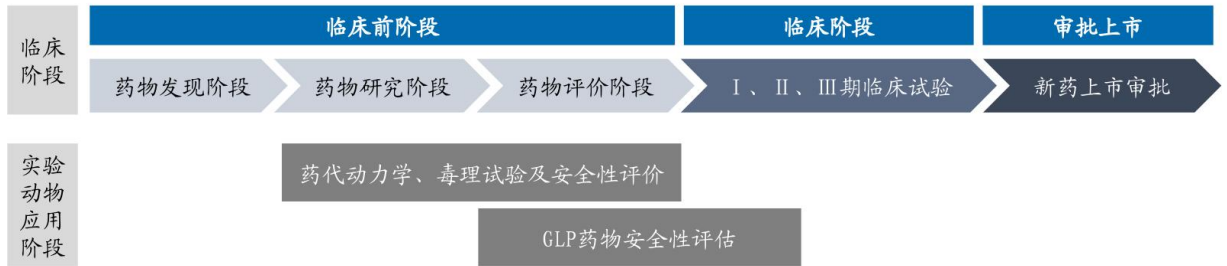 临床
阶段
临床前阶段
临床阶段
审批上市
药物发现阶段
药物研究阶段
药物评价阶段
Ⅰ、Ⅱ、Ⅲ期临床试验
新药上市审批
实验
动物
应用
阶段
药代动力学、毒理试验及安全性评价
GLP药物安全性评估